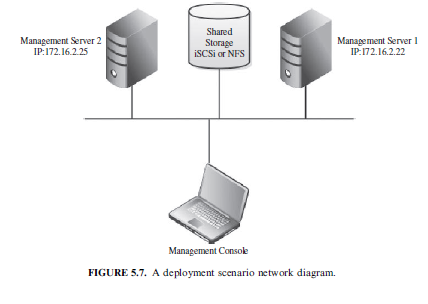 Management Server 2
IP:172.16.2.25
Shared
Storage
iSCSi or NFS
Management Server 1
IP:172.16.2.22
Management Console
FIGURE 5.7. A deployment scenario network diagram.